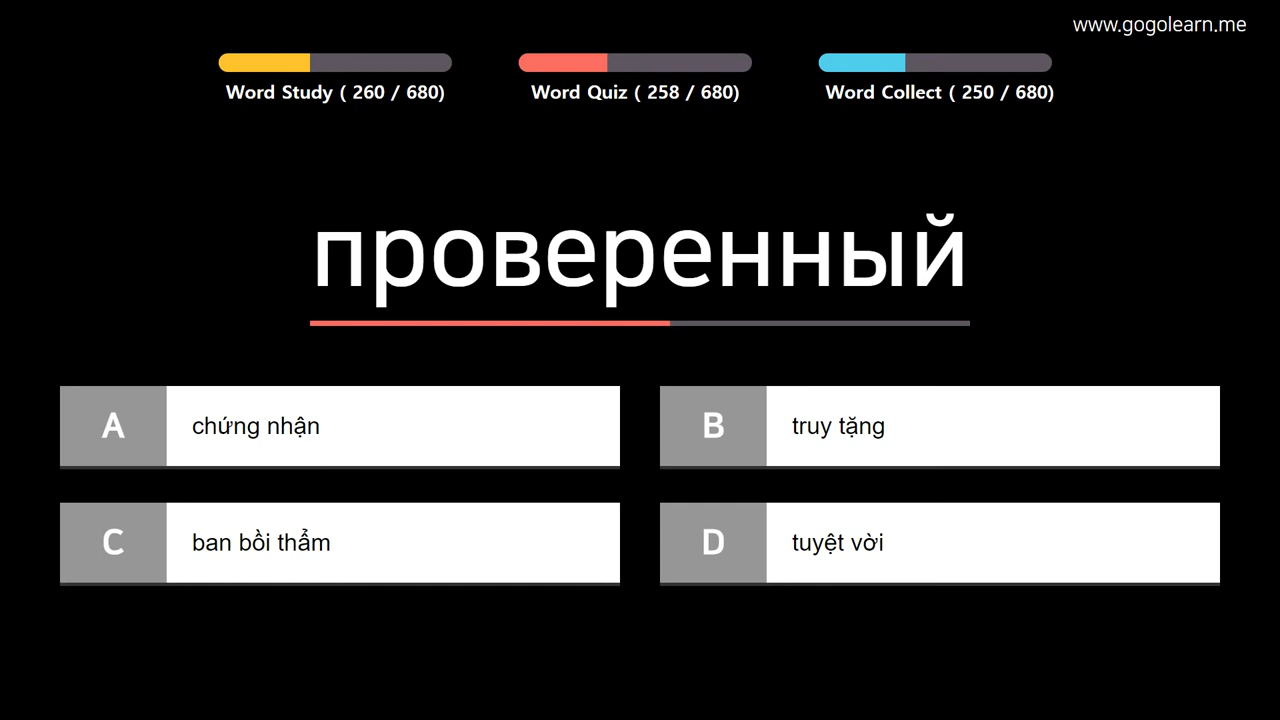 www.gogolearn.me
Word Study ( 260 / 680)
Word Quiz ( 258 / 680)
Word Collect ( 250 / 680)
проверенный
A chứng nhận
B truy tặng
C ban bồi thẩm
D tuyệt vời